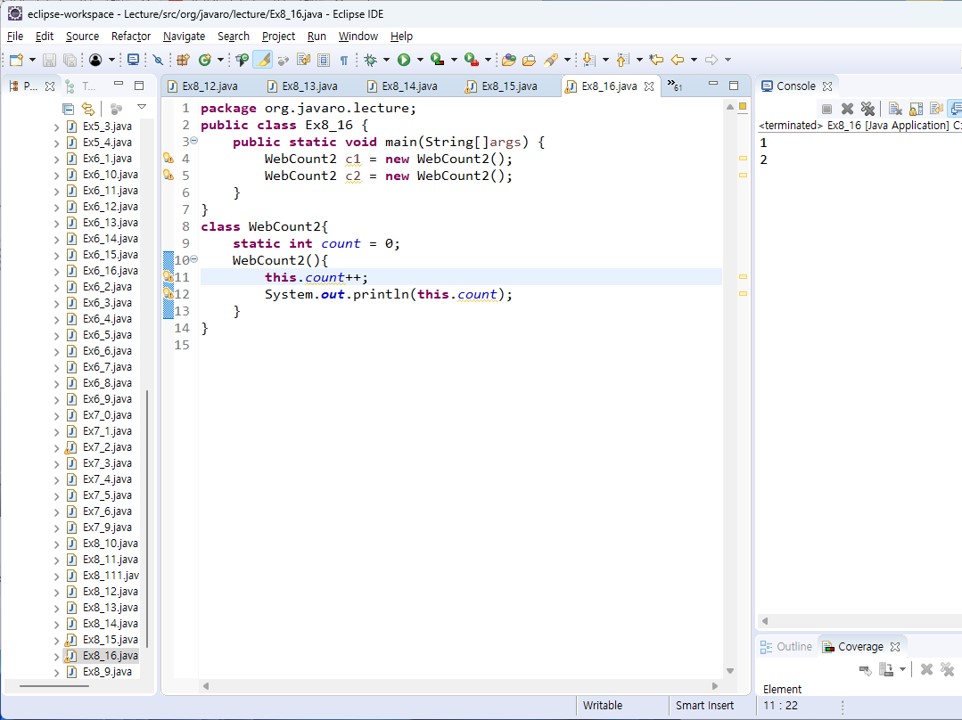 eclipse-workspace - Lecture/src/org/javaro/lecture/Ex8_16.java - Eclipse IDE
File Edit Source Refactor Navigate Search Project Run Window Help
P... T...
Ex5_3.java
Ex5_4.java
Ex6_1.java
Ex6_10.java
Ex6_11.java
Ex6_12.java
Ex6_13.java
Ex6_14.java
Ex6_15.java
Ex6_16.java
Ex6_2.java
Ex6_3.java
Ex6_4.java
Ex6_5.java
Ex6_6.java
Ex6_7.java
Ex6_8.java
Ex6_9.java
Ex7_0.java
Ex7_1.java
Ex7_2.java
Ex7_3.java
Ex7_4.java
Ex7_5.java
Ex7_6.java
Ex7_9.java
Ex8_10.java
Ex8_11.java
Ex8_111.jav
Ex8_12.java
Ex8_13.java
Ex8_14.java
Ex8_15.java
Ex8_16.java
Ex8_9.java
Ex8_12.java Ex8_13.java Ex8_14.java Ex8_15.java Ex8_16.java »61
1 package org.javaro.lecture;
2 public class Ex8_16 {
3 public static void main(String[]args) {
4 WebCount2 c1 = new WebCount2();
5 WebCount2 c2 = new WebCount2();
6 }
7 }
8 class WebCount2{
9 static int count = 0;
10 WebCount2(){
11 this.count++;
12 System.out.println(this.count);
13 }
14 }
15
Console
<terminated> Ex8_16 [Java Application] C:
1
2
Outline Coverage
Element
Writable Smart Insert 11 : 22